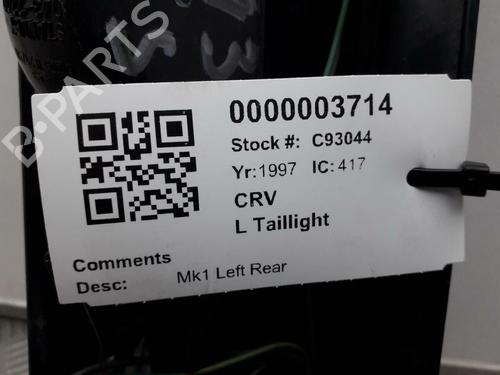 0000003714
Stock #: C93044
Yr:1997 IC:417
CRV
L Taillight
Comments
Desc: Mk1 Left Rear
B-PARTS